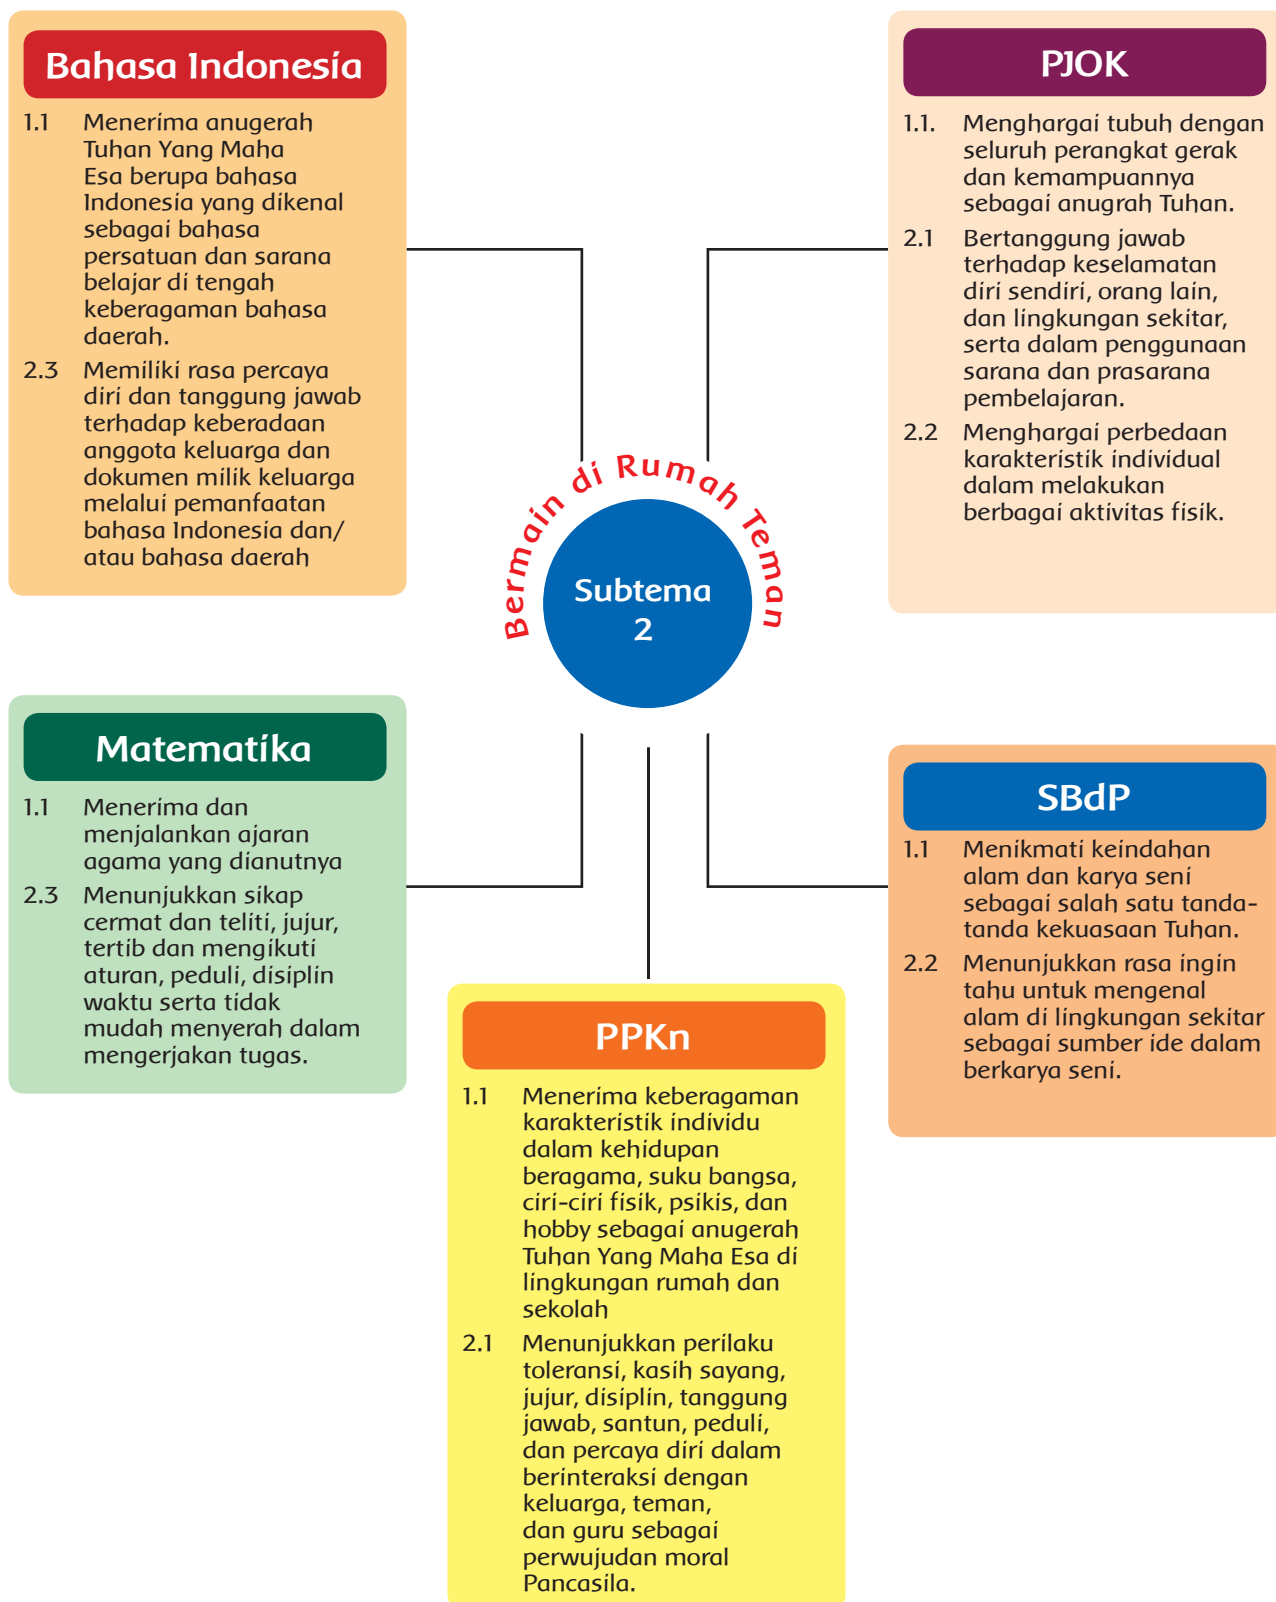 Bahasa Indonesia
1.1 Menerima anugerah
Tuhan Yang Maha
Esa berupa bahasa
Indonesia yang dikenal
sebagai bahasa
persatuan dan sarana
belajar di tengah
keberagaman bahasa
daerah.
2.3 Memiliki rasa percaya
diri dan tanggung jawab
terhadap keberadaan
anggota keluarga dan
dokumen milik keluarga
melalui pemanfaatan
bahasa Indonesia dan/
atau bahasa daerah
PJOK
1.1. Menghargai tubuh dengan
seluruh perangkat gerak
dan kemampuannya
sebagai anugrah Tuhan.
2.1 Bertanggung jawab
terhadap keselamatan
diri sendiri, orang lain,
dan lingkungan sekitar,
serta dalam penggunaan
sarana dan prasarana
pembelajaran.
2.2 Menghargai perbedaan
karakteristik individual
dalam melakukan
berbagai aktivitas fisik.
Bermain di Rumah Teman
Subtema
2
Matematika
1.1 Menerima dan
menjalankan ajaran
agama yang dianutnya
2.3 Menunjukkan sikap
cermat dan teliti, jujur,
tertib dan mengikuti
aturan, peduli, disiplin
waktu serta tidak
mudah menyerah dalam
mengerjakan tugas.
SBdP
1.1 Menikmati keindahan
alam dan karya seni
sebagai salah satu tanda-
tanda kekuasaan Tuhan.
2.2 Menunjukkan rasa ingin
tahu untuk mengenal
alam di lingkungan sekitar
sebagai sumber ide dalam
berkarya seni.
PPKn
1.1 Menerima keberagaman
karakteristik individu
dalam kehidupan
beragama, suku bangsa,
ciri-ciri fisik, psikis, dan
hobby sebagai anugerah
Tuhan Yang Maha Esa di
lingkungan rumah dan
sekolah
2.1 Menunjukkan perilaku
toleransi, kasih sayang,
jujur, disiplin, tanggung
jawab, santun, peduli,
dan percaya diri dalam
berinteraksi dengan
keluarga, teman,
dan guru sebagai
perwujudan moral
Pancasila.